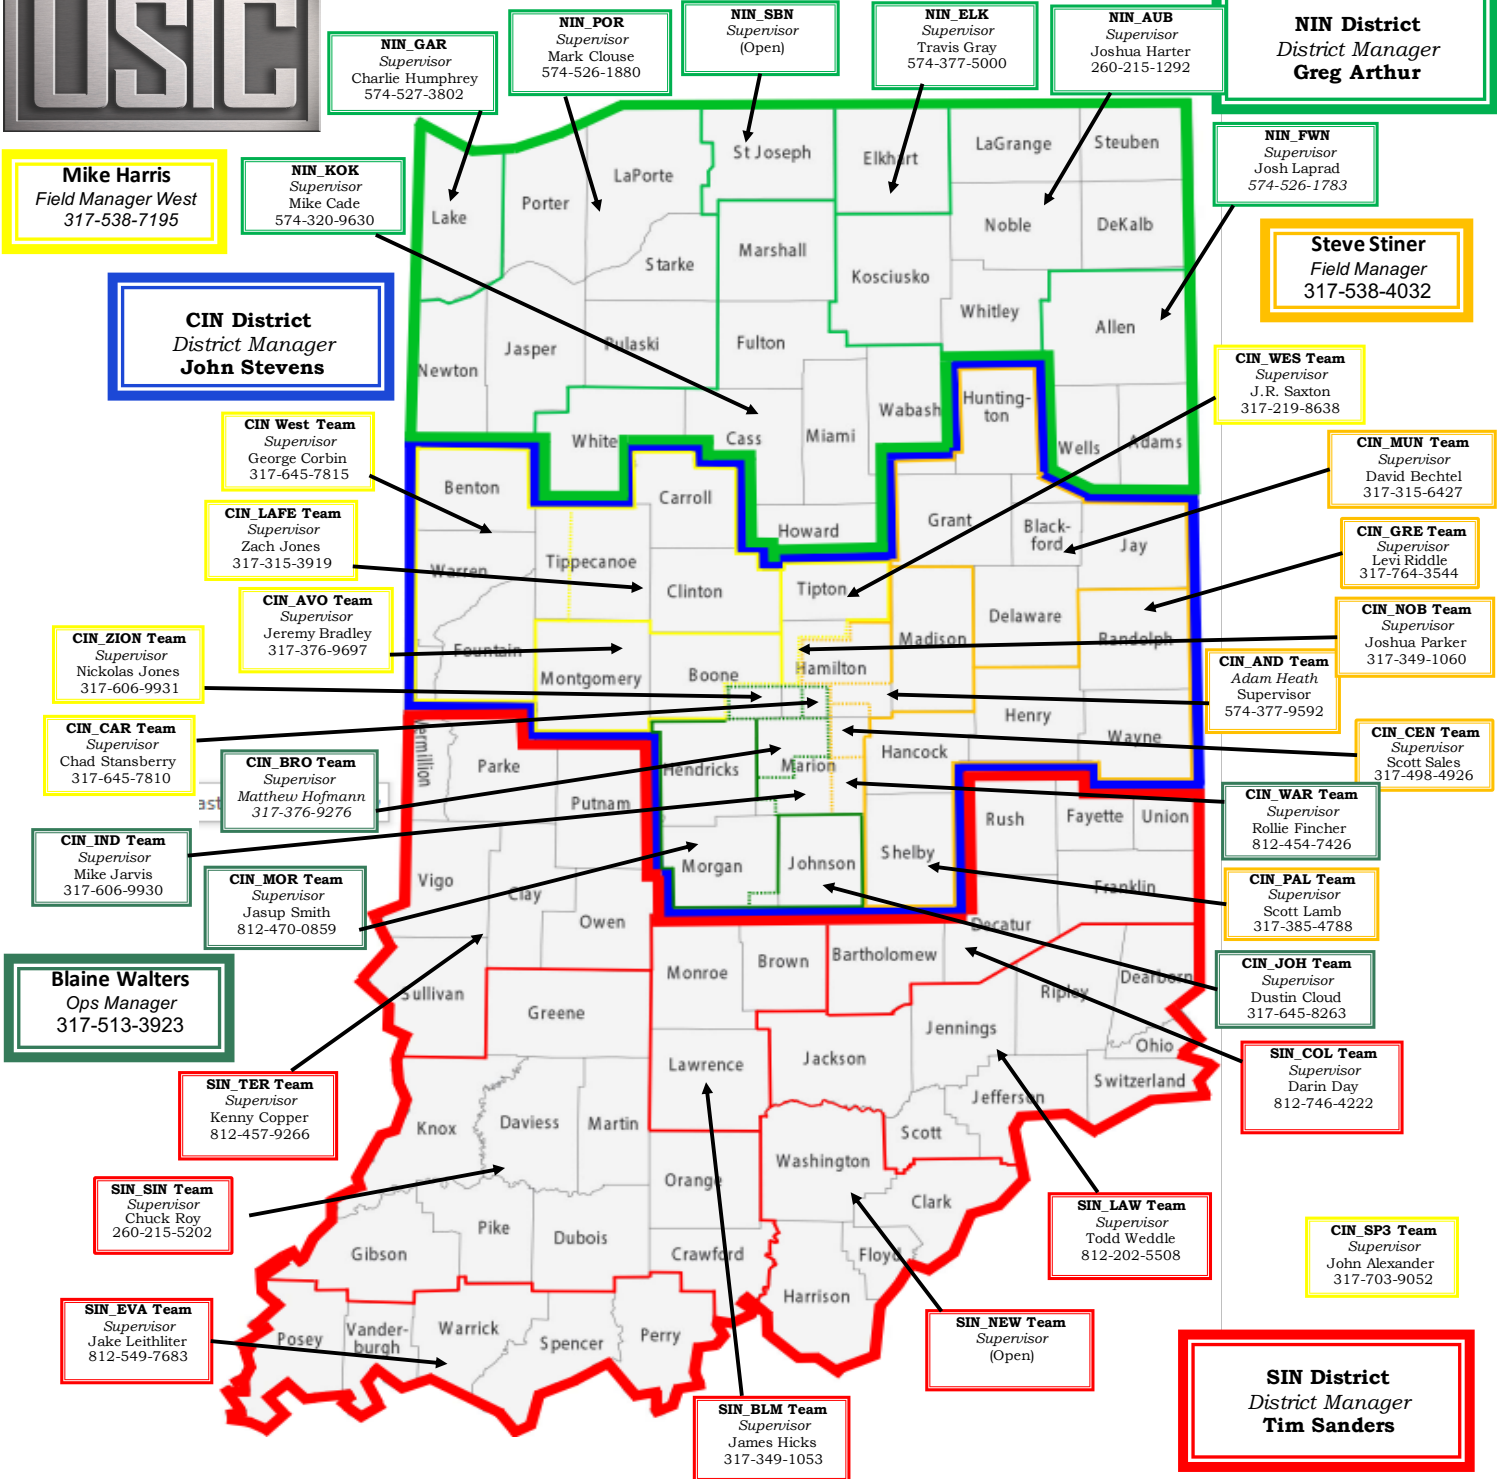 USIC
NIN_GAR
Supervisor
Charlie Humphrey
574-527-3802
NIN_POR
Supervisor
Mark Clouse
574-526-1880
NIN_SBN
Supervisor
(Open)
NIN_ELK
Supervisor
Travis Gray
574-377-5000
NIN_AUB
Supervisor
Joshua Harter
260-215-1292
NIN District
District Manager
Greg Arthur
Mike Harris
Field Manager West
317-538-7195
NIN_KOK
Supervisor
Mike Cade
574-320-9630
NIN_FWN
Supervisor
Josh Laprad
574-526-1783
Steve Stiner
Field Manager
317-538-4032
CIN District
District Manager
John Stevens
CIN_WES Team
Supervisor
J.R. Saxton
317-219-8638
CIN West Team
Supervisor
George Corbin
317-645-7815
CIN_MUN Team
Supervisor
David Bechtel
317-315-6427
CIN_LAFE Team
Supervisor
Zach Jones
317-315-3919
CIN_GRE Team
Supervisor
Levi Riddle
317-764-3544
CIN_AVO Team
Supervisor
Jeremy Bradley
317-376-9697
CIN_NOB Team
Supervisor
Joshua Parker
317-349-1060
CIN_ZION Team
Supervisor
Nickolas Jones
317-606-9931
CIN_AND Team
Adam Heath
Supervisor
574-377-9592
CIN_CAR Team
Supervisor
Chad Stansberry
317-645-7810
CIN_CEN Team
Supervisor
Scott Sales
317-498-4926
CIN_BRO Team
Supervisor
Matthew Hofmann
317-376-9276
ast
CIN_WAR Team
Supervisor
Rollie Fincher
812-454-7426
CIN_IND Team
Supervisor
Mike Jarvis
317-606-9930
CIN_MOR Team
Supervisor
Jasup Smith
812-470-0859
CIN_PAL Team
Supervisor
Scott Lamb
317-385-4788
Blaine Walters
Ops Manager
317-513-3923
CIN_JOH Team
Supervisor
Dustin Cloud
317-645-8263
SIN_TER Team
Supervisor
Kenny Copper
812-457-9266
SIN_COL Team
Supervisor
Darin Day
812-746-4222
SIN_SIN Team
Supervisor
Chuck Roy
260-215-5202
SIN_LAW Team
Supervisor
Todd Weddle
812-202-5508
CIN_SP3 Team
Supervisor
John Alexander
317-703-9052
SIN_EVA Team
Supervisor
Jake Leithliter
812-549-7683
SIN_NEW Team
Supervisor
(Open)
SIN_BLM Team
Supervisor
James Hicks
317-349-1053
SIN District
District Manager
Tim Sanders
Lake
Porter
LaPorte
St Joseph
Elkhart
LaGrange
Steuben
Noble
DeKalb
Starke
Marshall
Kosciusko
Whitley
Allen
Newton
Jasper
Pulaski
Fulton
Wabash
Hunting-
ton
Wells
Adams
White
Cass
Miami
Benton
Carroll
Howard
Grant
Black-
ford
Jay
Warren
Tippecanoe
Clinton
Tipton
Madison
Delaware
Randolph
Fountain
Montgomery
Boone
Hamilton
Henry
Wayne
Vermillion
Parke
Putnam
Hendricks
Marion
Hancock
Rush
Fayette
Union
Vigo
Clay
Owen
Morgan
Johnson
Shelby
Franklin
Decatur
Sullivan
Greene
Monroe
Brown
Bartholomew
Ripley
Dearborn
Ohio
Jennings
Jackson
Lawrence
Switzerland
Jefferson
Knox
Daviess
Martin
Scott
Washington
Orange
Clark
Gibson
Pike
Dubois
Crawford
Floyd
Harrison
Posey
Vander-
burgh
Warrick
Spencer
Perry